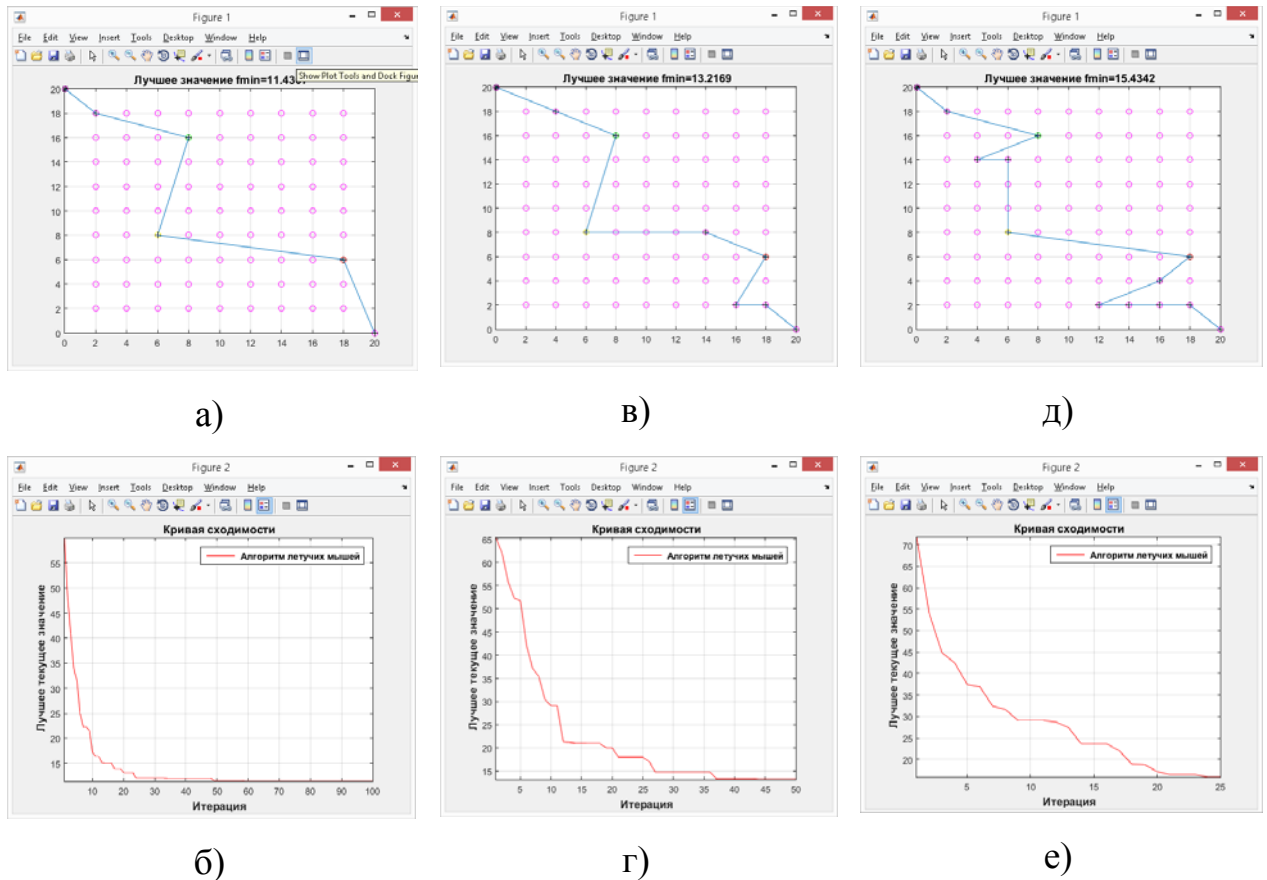 Figure 1
File Edit View Insert Tools Desktop Window Help
Show Plot Tools and Dock Figur
Лучшее значение fmin=11.43
20
18
16
14
12
10
8
6
4
2
0
0 2 4 6 8 10 12 14 16 18 20
а)
Figure 1
File Edit View Insert Tools Desktop Window Help
Лучшее значение fmin=13.2169
20
18
16
14
12
10
8
6
4
2
0
0 2 4 6 8 10 12 14 16 18 20
в)
Figure 1
File Edit View Insert Tools Desktop Window Help
Лучшее значение fmin=15.4342
20
18
16
14
12
10
8
6
4
2
0
0 2 4 6 8 10 12 14 16 18 20
д)
Figure 2
File Edit View Insert Tools Desktop Window Help
Кривая сходимости
Алгоритм летучих мышей
Лучшее текущее значение
55
50
45
40
35
30
25
20
15
10 20 30 40 50 60 70 80 90 100
Итерация
б)
Figure 2
File Edit View Insert Tools Desktop Window Help
Кривая сходимости
Алгоритм летучих мышей
Лучшее текущее значение
65
60
55
50
45
40
35
30
25
20
15
5 10 15 20 25 30 35 40 45 50
Итерация
г)
Figure 2
File Edit View Insert Tools Desktop Window Help
Кривая сходимости
Алгоритм летучих мышей
Лучшее текущее значение
70
65
60
55
50
45
40
35
30
25
20
5 10 15 20 25
Итерация
е)